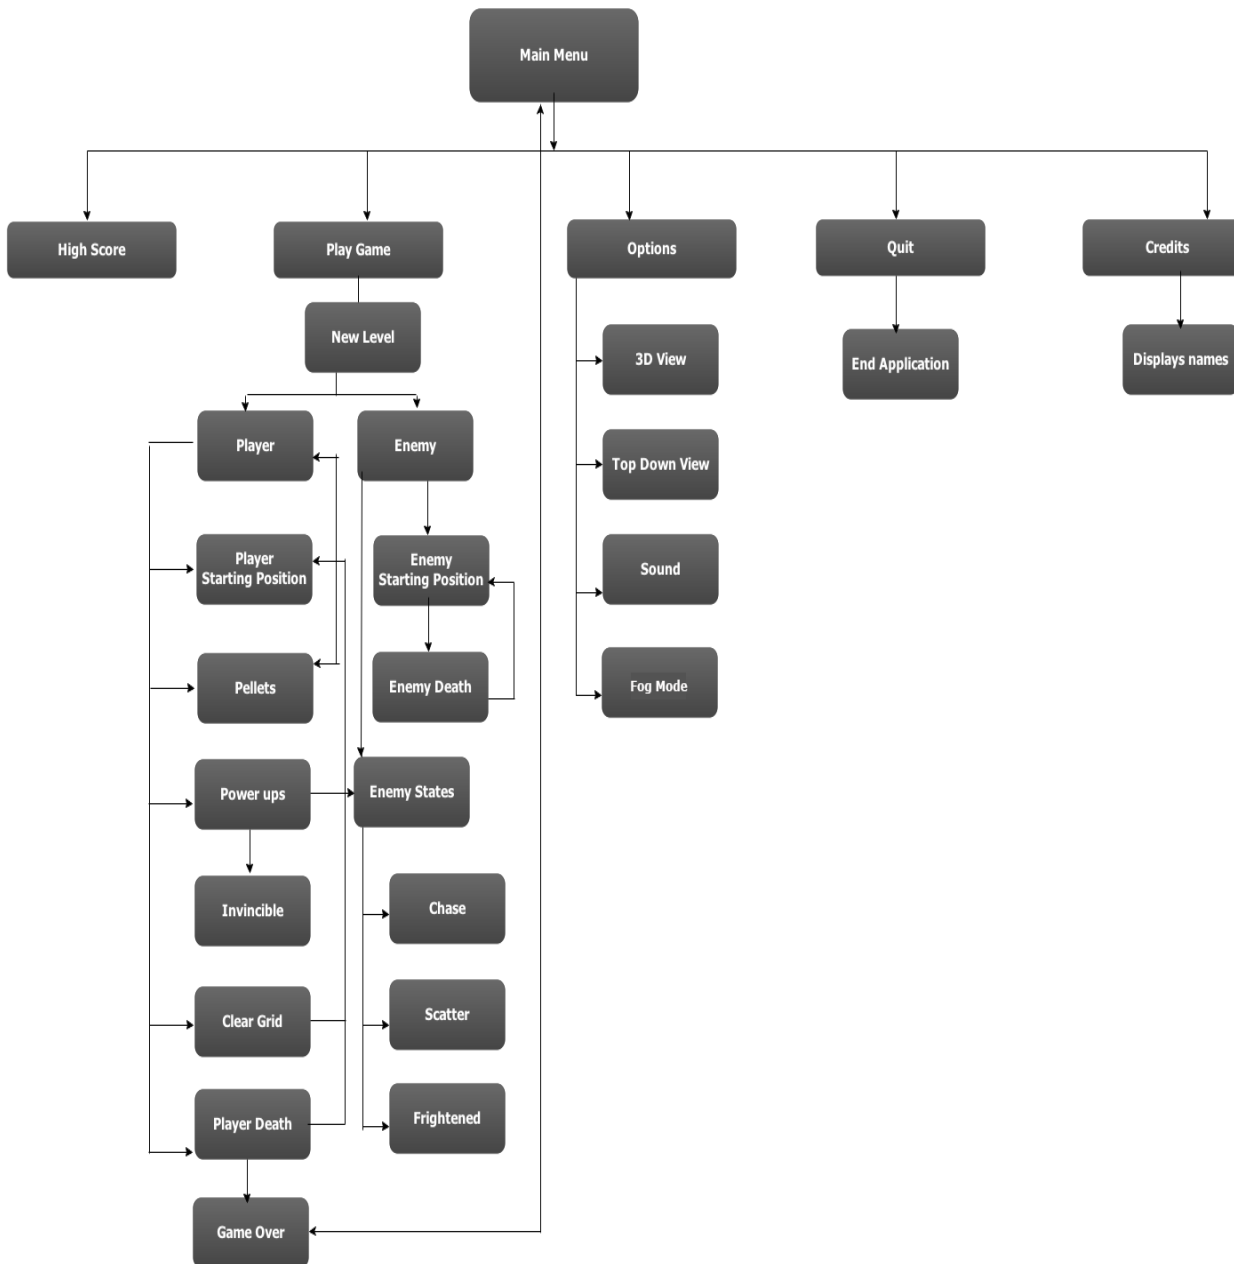 Main Menu
High Score
Play Game
Options
Quit
Credits
New Level
3D View
End Application
Displays names
Player
Enemy
Top Down View
Player
Starting Position
Enemy
Starting Position
Sound
Pellets
Enemy Death
Fog Mode
Power ups
Enemy States
Invincible
Chase
Clear Grid
Scatter
Player Death
Frightened
Game Over